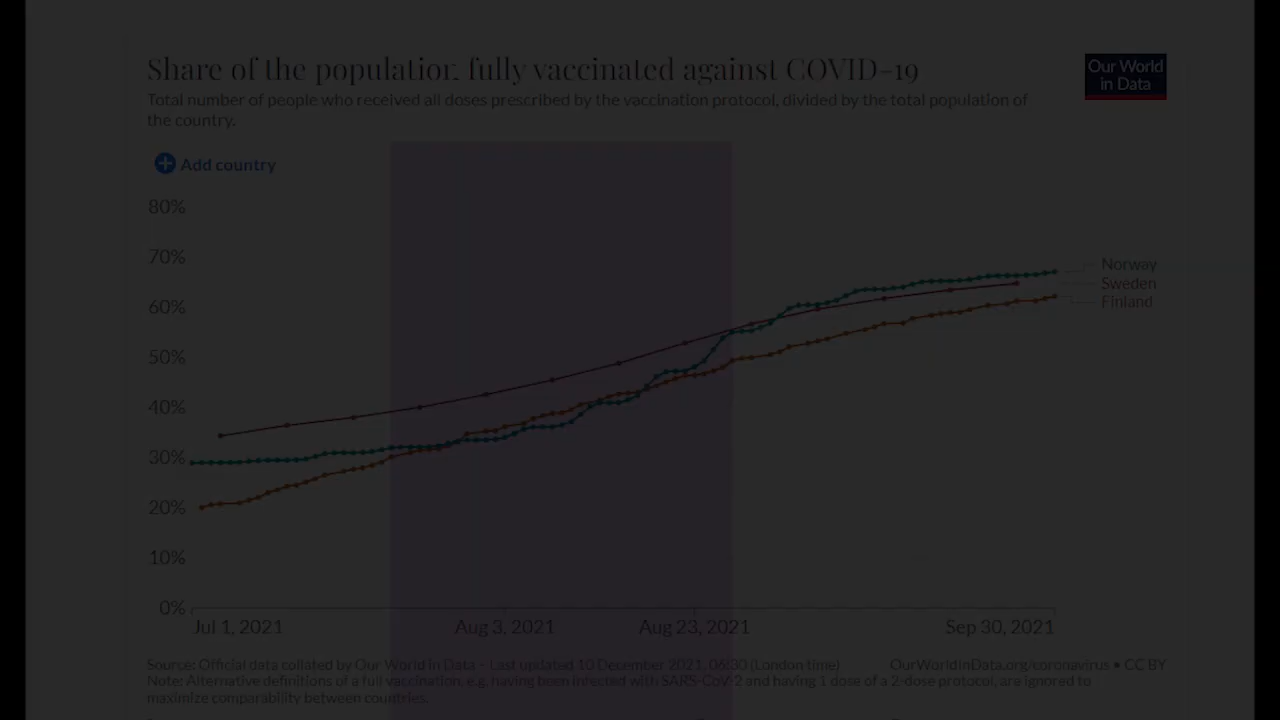 Share of the population fully vaccinated against COVID-19
Our World
in Data
Total number of people who received all doses prescribed by the vaccination protocol, divided by the total population of
the country.
Add country
80%
70%
60%
50%
40%
30%
20%
10%
0%
Norway
Sweden
Finland
Jul 1, 2021
Aug 3, 2021
Aug 23, 2021
Sep 30, 2021
Source: Official data collated by Our World in Data – Last updated 10 December 2021, 06:30 (London time)
OurWorldInData.org/coronavirus • CC BY
Note: Alternative definitions of a full vaccination, e.g. having been infected with SARS-CoV-2 and having 1 dose of a 2-dose protocol, are ignored to
maximize comparability between countries.